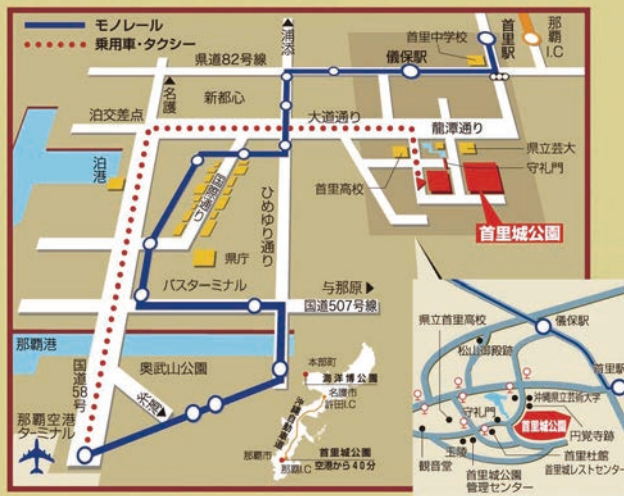 モノレール
乗用車・タクシー
浦添
首里駅
那覇I.C
首里中学校
県道82号線
儀保駅
名護
新都心
泊交差点
大道通り
龍潭通り
県立芸大
守礼門
首里高校
泊港
国際通り
ひめゆり通り
首里城公園
県庁
バスターミナル
与那原
国道507号線
那覇港
国道58号
奥武山公園
糸満
那覇空港
ターミナル
本部町
海洋博公園
名護市
許田I.C
沖縄自動車道
首里城公園
空港から40分
那覇市
那覇I.C
県立首里高校
儀保駅
松山御殿跡
首里駅
沖縄県立芸術大学
守礼門
首里城公園
円覚寺跡
玉陵
首里杜館
観音堂
首里城公園
管理センター
首里城レストセンター